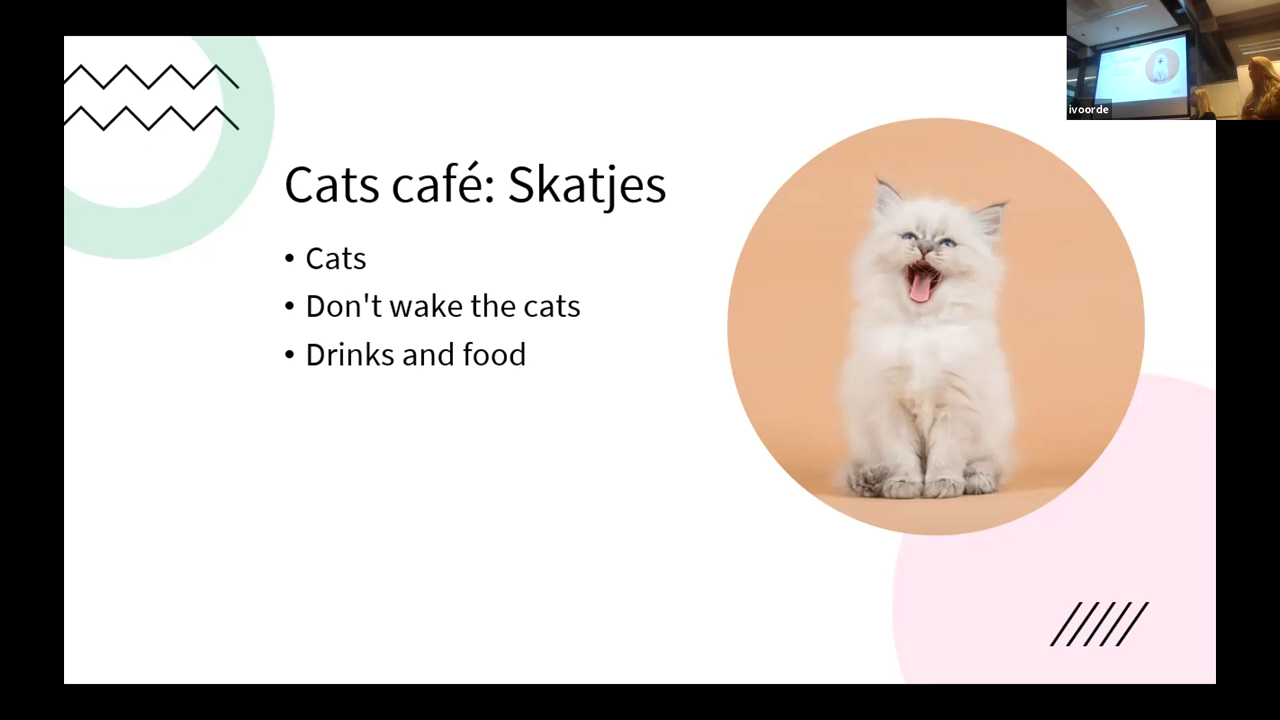 Cats café: Skatjes
• Cats
• Don't wake the cats
• Drinks and food
ivoorde